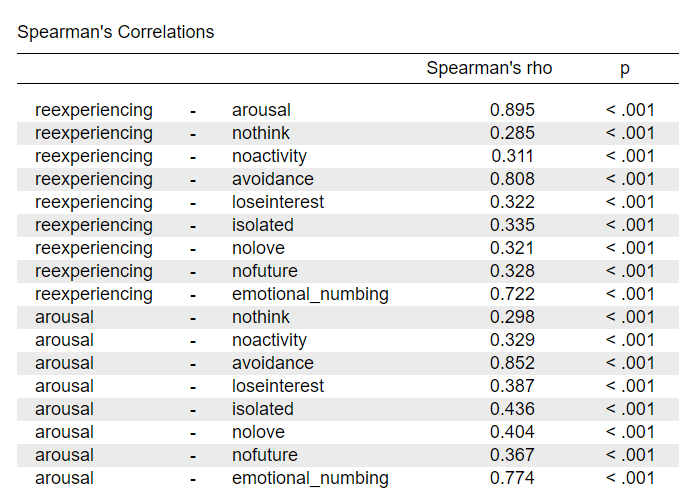 Spearman's Correlations
Spearman's rho p
reexperiencing - arousal 0.895 < .001
reexperiencing - nothink 0.285 < .001
reexperiencing - noactivity 0.311 < .001
reexperiencing - avoidance 0.808 < .001
reexperiencing - loseinterest 0.322 < .001
reexperiencing - isolated 0.335 < .001
reexperiencing - nolove 0.321 < .001
reexperiencing - nofuture 0.328 < .001
reexperiencing - emotional_numbing 0.722 < .001
arousal - nothink 0.298 < .001
arousal - noactivity 0.329 < .001
arousal - avoidance 0.852 < .001
arousal - loseinterest 0.387 < .001
arousal - isolated 0.436 < .001
arousal - nolove 0.404 < .001
arousal - nofuture 0.367 < .001
arousal - emotional_numbing 0.774 < .001